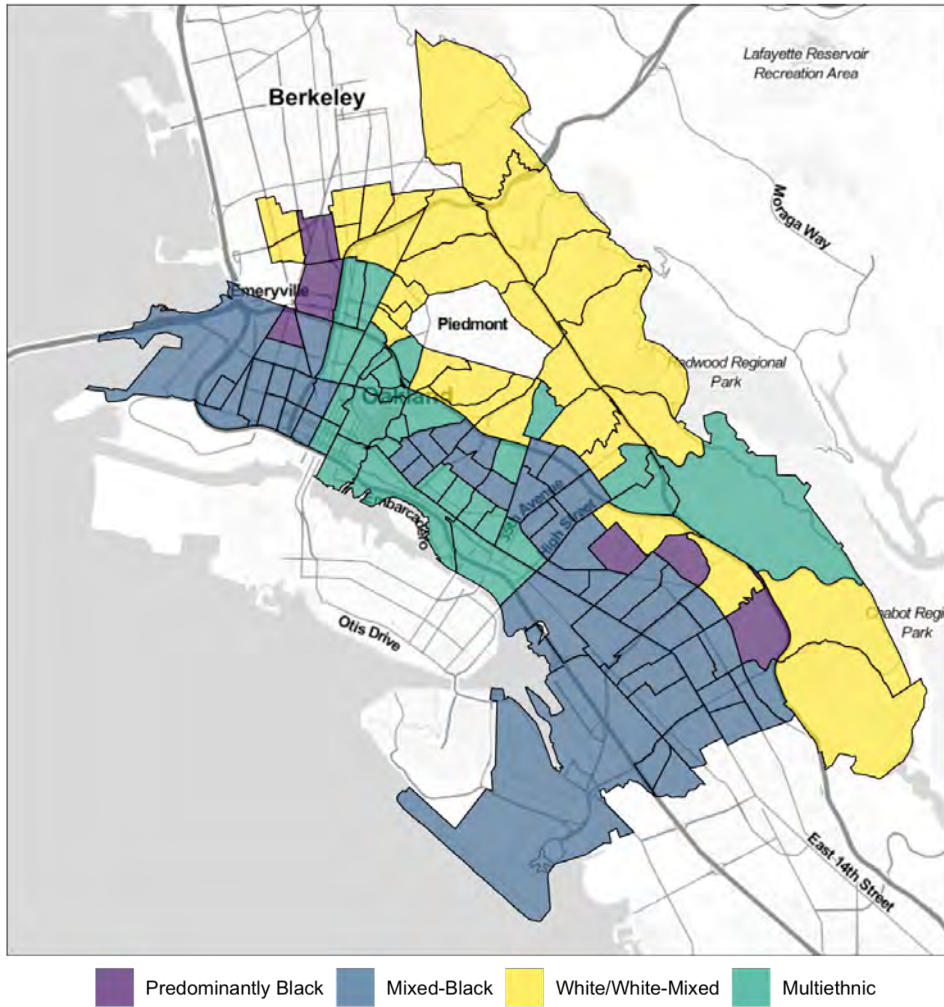 Lafayette Reservoir
Recreation Area
Berkeley
Moraga Way
Emeryville
Piedmont
Redwood Regional
Park
Oakland
Embarcadero
35th Avenue
High Street
Otis Drive
Chabot Regi
Park
East 14th Street
Predominantly Black
Mixed-Black
White/White-Mixed
Multiethnic